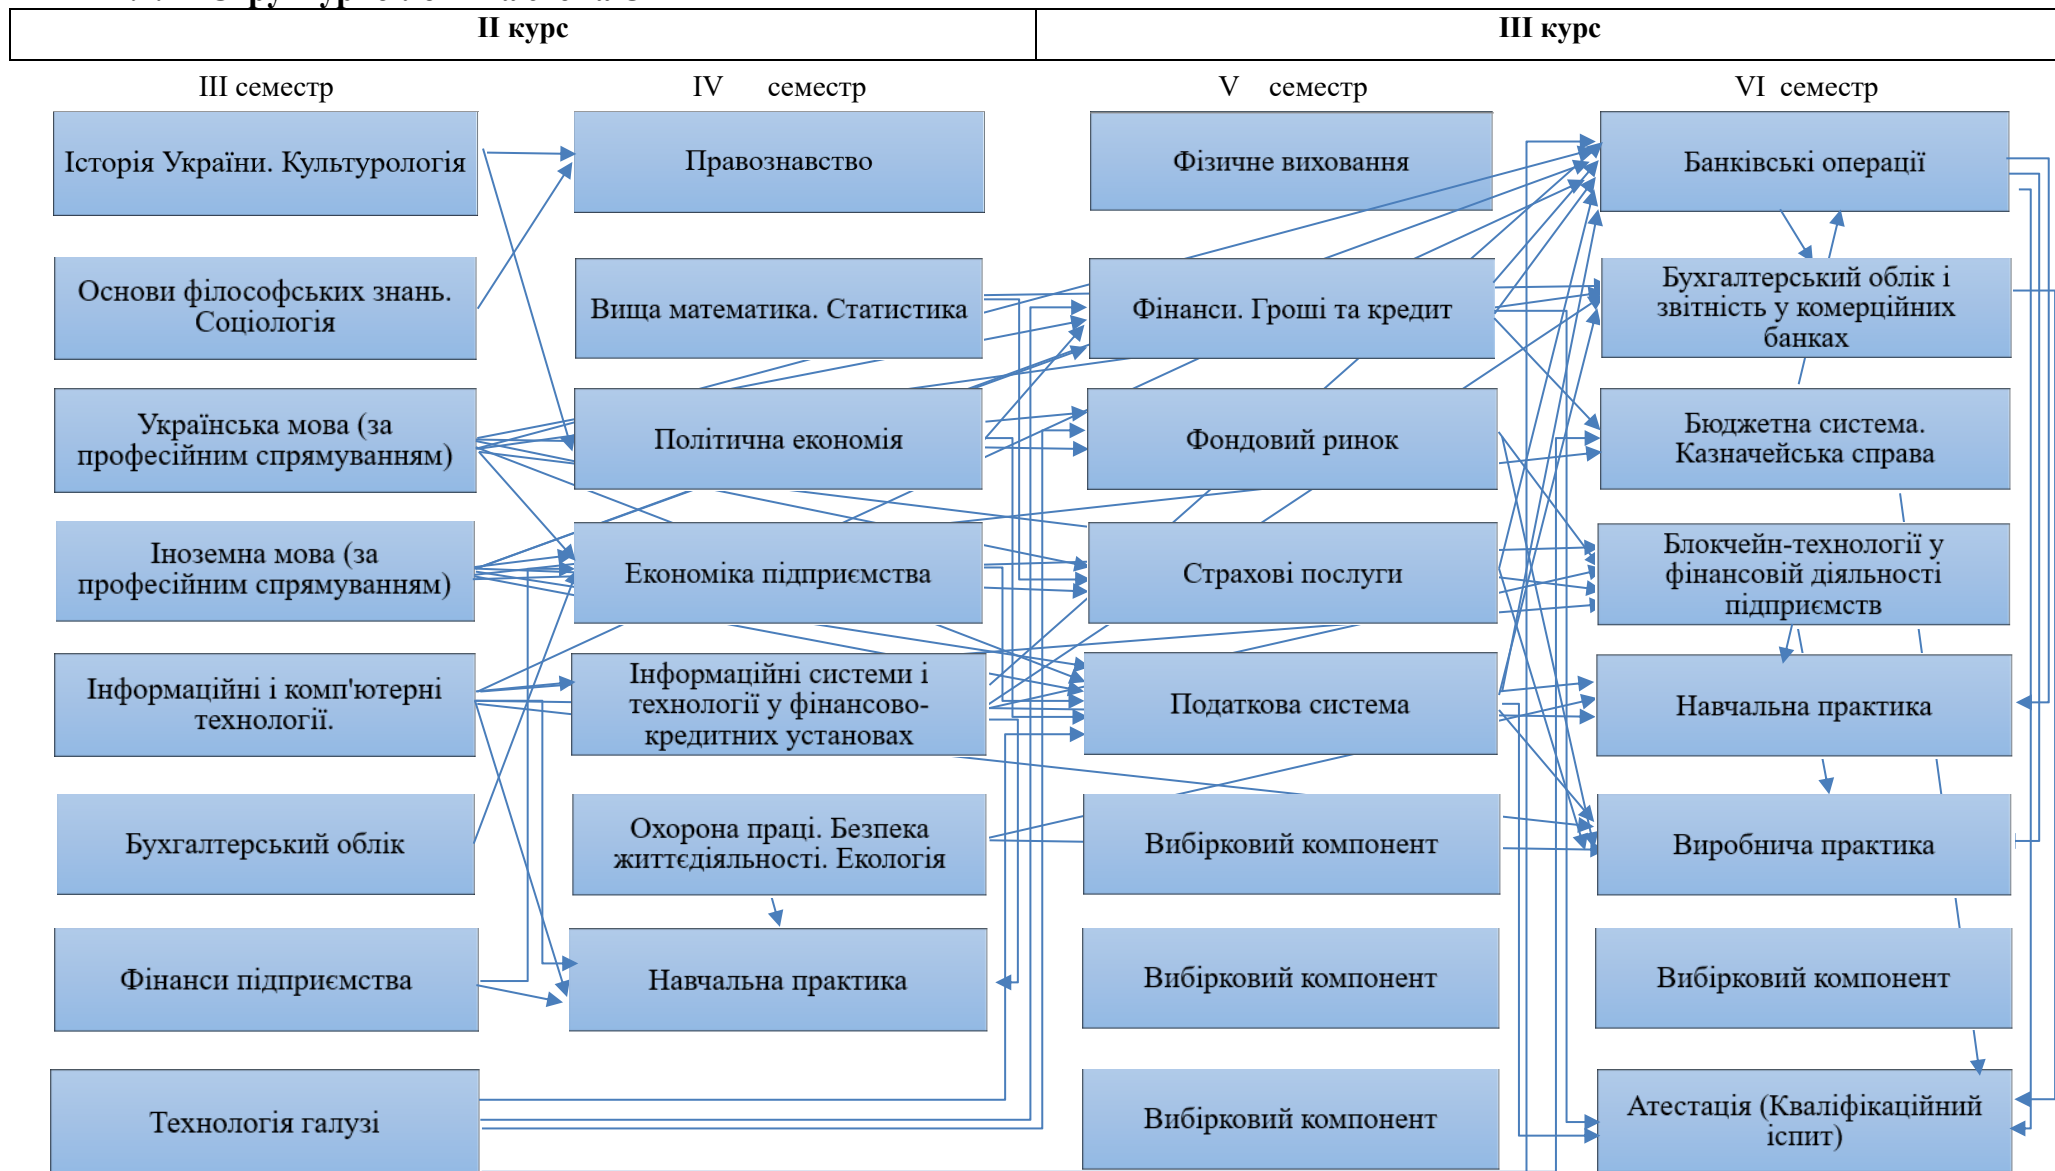 II курс
III курс
III семестр
IV семестр
V семестр
VI семестр
Історія України. Культурологія
Правознавство
Фізичне виховання
Банківські операції
Основи філософських знань.
Соціологія
Вища математика. Статистика
Фінанси. Гроші та кредит
Бухгалтерський облік і
звітність у комерційних
банках
Українська мова (за
професійним спрямуванням)
Політична економія
Фондовий ринок
Бюджетна система.
Казначейська справа
Іноземна мова (за
професійним спрямуванням)
Економіка підприємства
Страхові послуги
Блокчейн-технології у
фінансовій діяльності
підприємств
Інформаційні і комп'ютерні
технології.
Інформаційні системи і
технології у фінансово-
кредитних установах
Податкова система
Навчальна практика
Бухгалтерський облік
Охорона праці. Безпека
життєдіяльності. Екологія
Вибірковий компонент
Виробнича практика
Фінанси підприємства
Навчальна практика
Вибірковий компонент
Вибірковий компонент
Технологія галузі
Вибірковий компонент
Атестація (Кваліфікаційний
іспит)